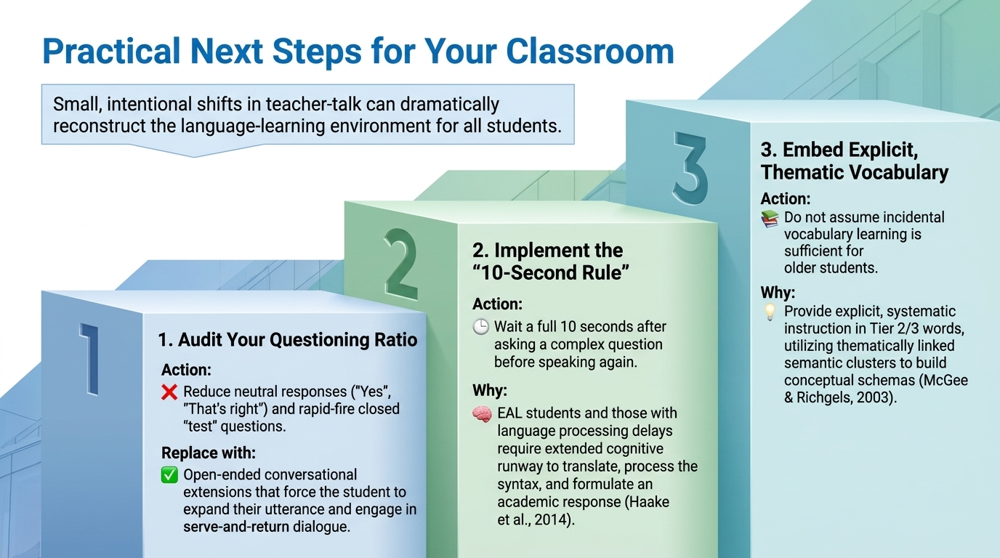 Practical Next Steps for Your Classroom
Small, intentional shifts in teacher-talk can dramatically
reconstruct the language-learning environment for all students.
1
1. Audit Your Questioning Ratio
Action:
❌ Reduce neutral responses ("Yes",
"That's right") and rapid-fire closed
"test" questions.
Replace with:
✅ Open-ended conversational
extensions that force the student to
expand their utterance and engage in
serve-and-return dialogue.
2
2. Implement the
“10-Second Rule”
Action:
Wait a full 10 seconds after
asking a complex question
before speaking again.
Why:
EAL students and those with
language processing delays
require extended cognitive
runway to translate, process the
syntax, and formulate an
academic response (Haake
et al., 2014).
3
3. Embed Explicit,
Thematic Vocabulary
Action:
Do not assume incidental
vocabulary learning is
sufficient for
older students.
Why:
Provide explicit, systematic
instruction in Tier 2/3 words,
utilizing thematically linked
semantic clusters to build
conceptual schemas (McGee
& Richgels, 2003).